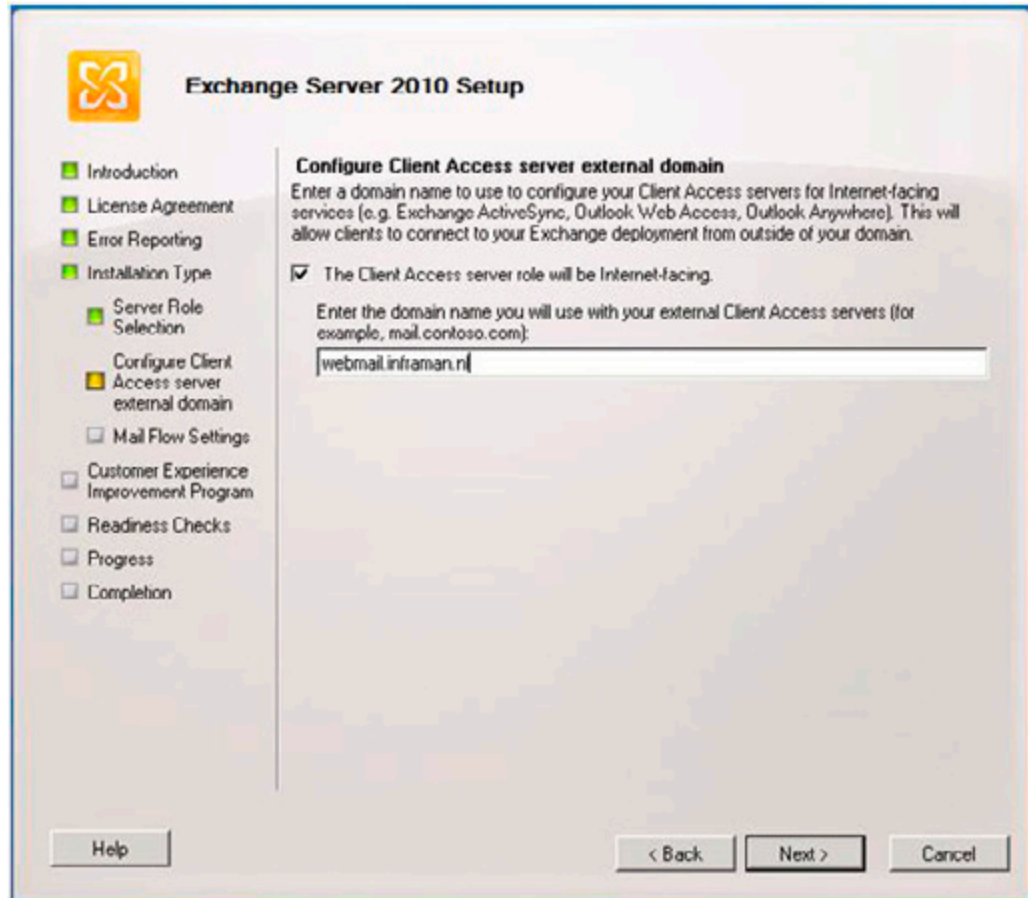 Exchange Server 2010 Setup
Introduction
License Agreement
Error Reporting
Installation Type
Server Role
Selection
Configure Client
Access server
external domain
Mail Flow Settings
Customer Experience
Improvement Program
Readiness Checks
Progress
Completion
Configure Client Access server external domain
Enter a domain name to use to configure your Client Access servers for Internet-facing
services (e.g. Exchange ActiveSync, Outlook Web Access, Outlook Anywhere). This will
allow clients to connect to your Exchange deployment from outside of your domain.
The Client Access server role will be Internet-facing.
Enter the domain name you will use with your external Client Access servers (for
example, mail.contoso.com):
webmail.inframan.nl
Help
< Back
Next >
Cancel